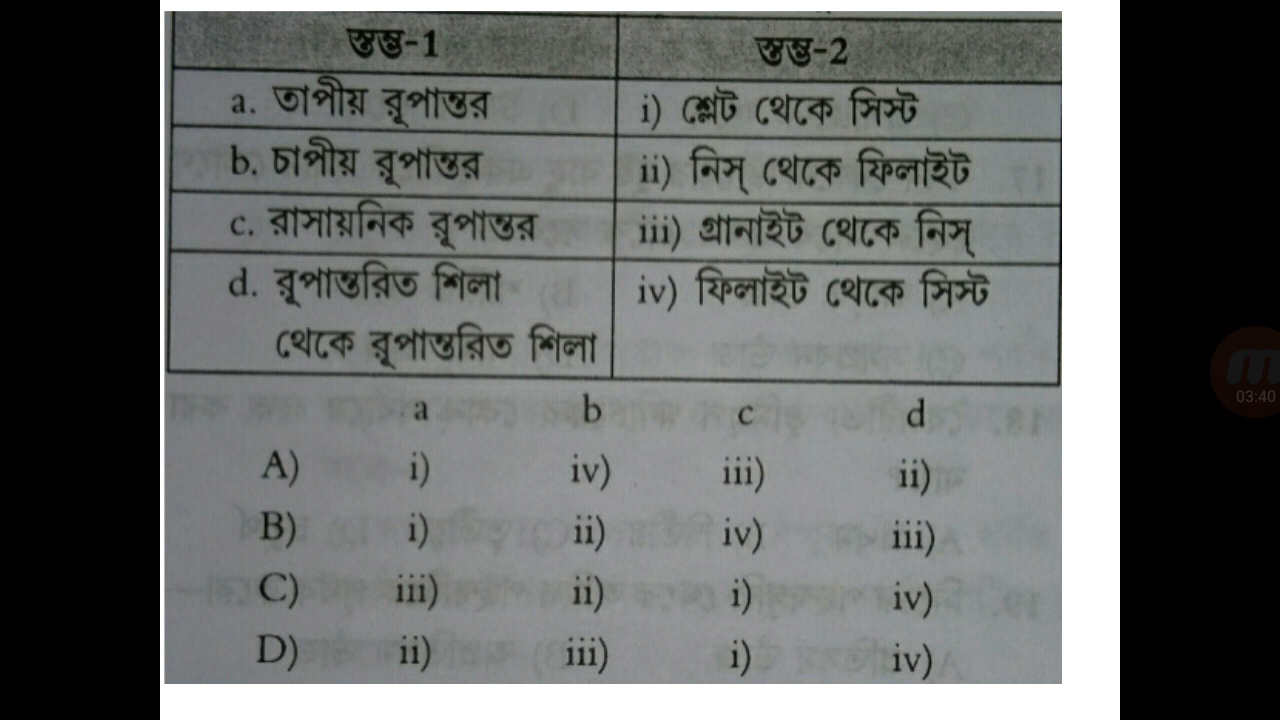 স্তম্ভ-1 স্তম্ভ-2
a. তাপীয় রূপান্তর i) শ্লেট থেকে সিস্ট
b. চাপীয় রূপান্তর ii) নিস্ থেকে ফিলাইট
c. রাসায়নিক রূপান্তর iii) গ্রানাইট থেকে নিস্
d. রূপান্তরিত শিলা iv) ফিলাইট থেকে সিস্ট
থেকে রূপান্তরিত শিলা
a b c d
A) i) iv) iii) ii)
B) i) ii) iv) iii)
C) iii) ii) i) iv)
D) ii) iii) i) iv)
03:40